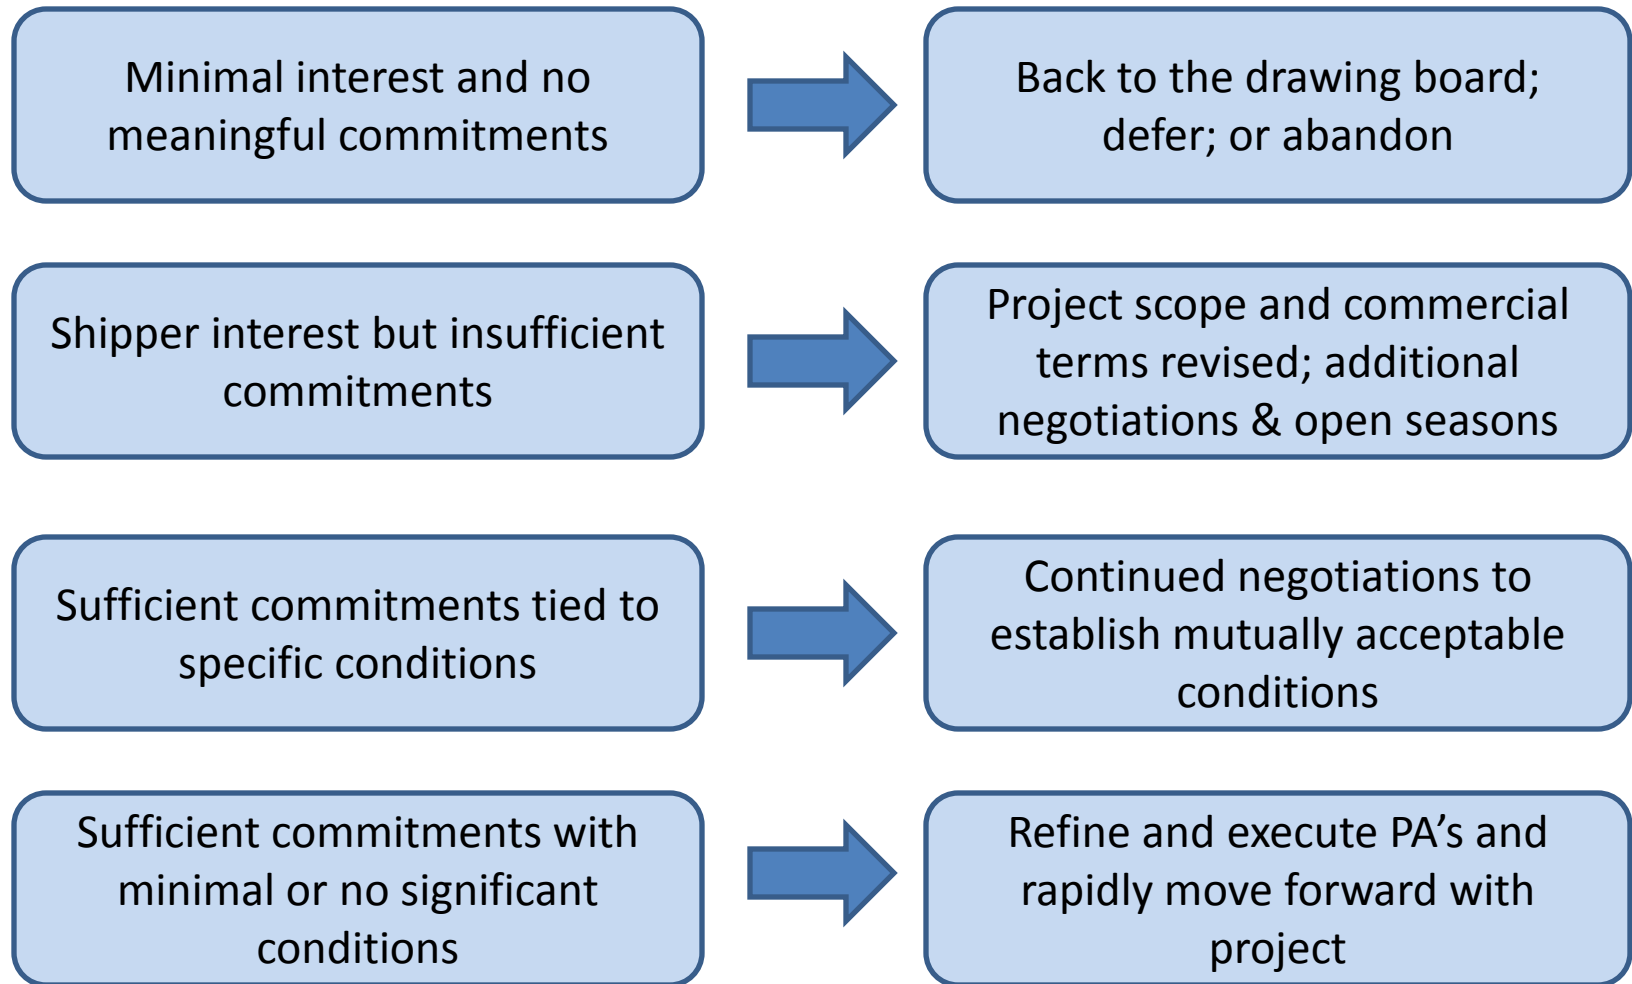 Minimal interest and no
meaningful commitments
Back to the drawing board;
defer; or abandon
Shipper interest but insufficient
commitments
Project scope and commercial
terms revised; additional
negotiations & open seasons
Sufficient commitments tied to
specific conditions
Continued negotiations to
establish mutually acceptable
conditions
Sufficient commitments with
minimal or no significant
conditions
Refine and execute PA’s and
rapidly move forward with
project